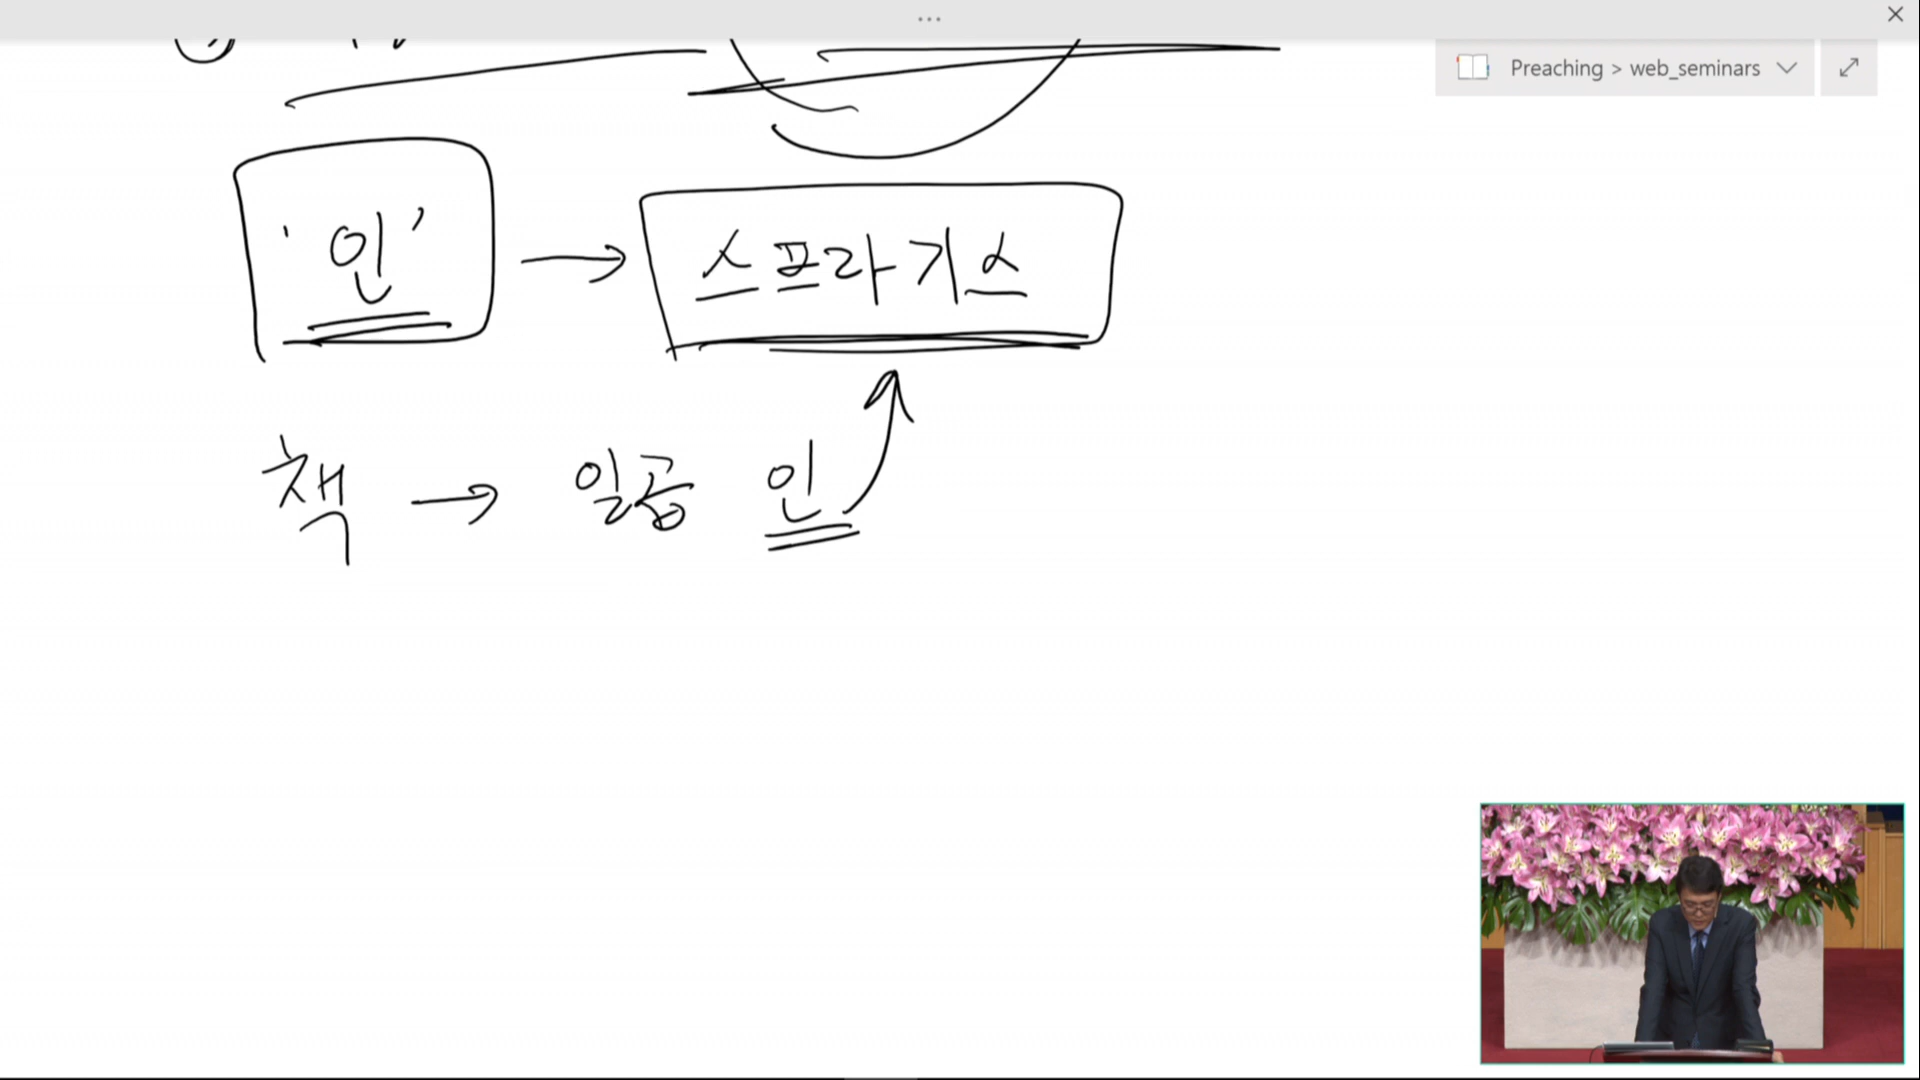 ...
Preaching > web_seminars
'인' → 스프라기스
책 → 일곱 인